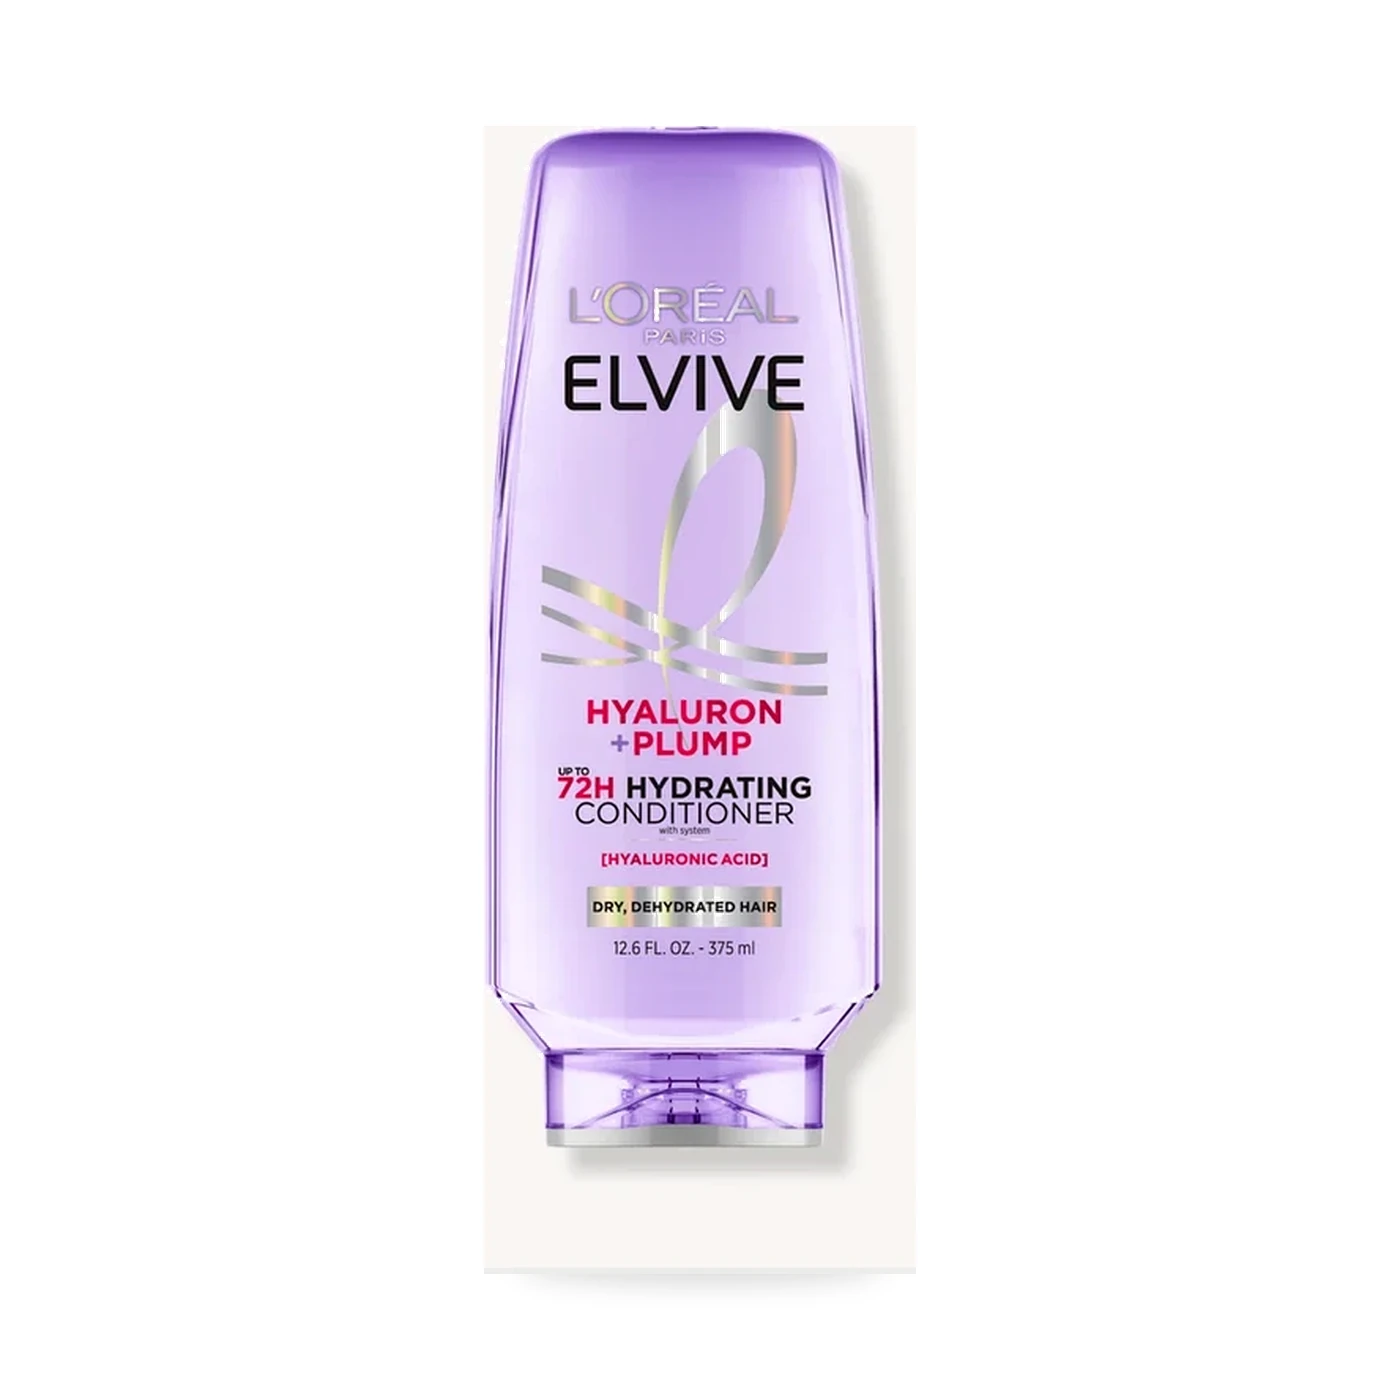 L'ORÉAL
PARIS
ELVIVE
HYALURON
+PLUMP
UP TO
72H HYDRATING
CONDITIONER
with system
[HYALURONIC ACID]
DRY, DEHYDRATED HAIR
12.6 FL. OZ. - 375 ml